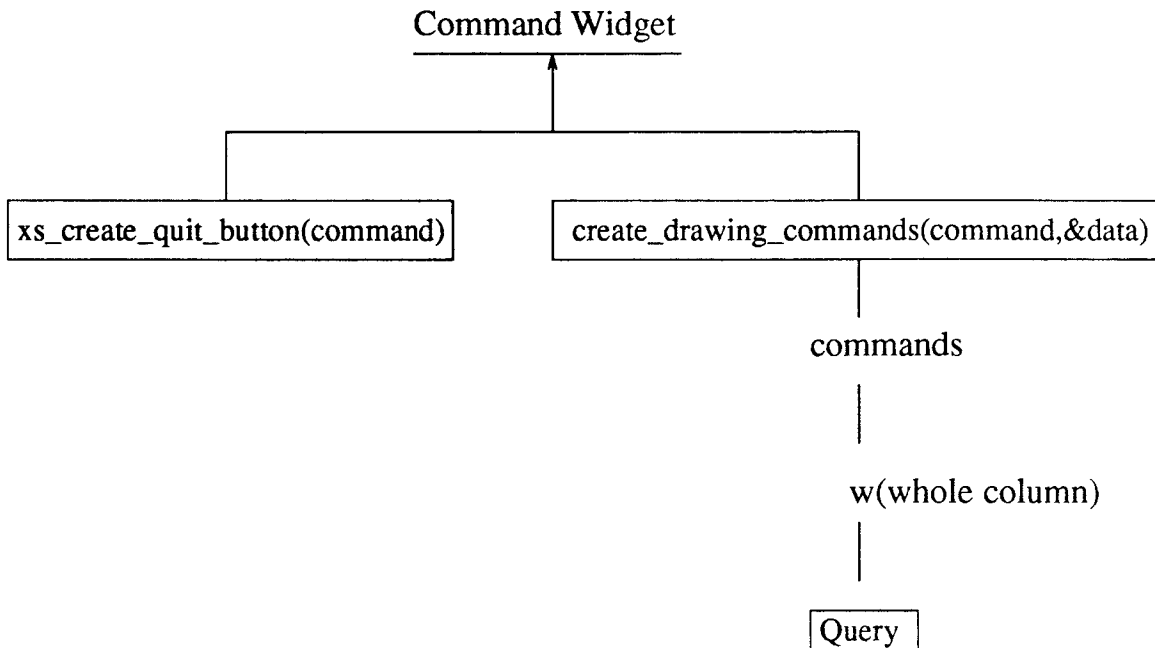 Command Widget
xs_create_quit_button(command)
create_drawing_commands(command,&data)
commands
w(whole column)
Query